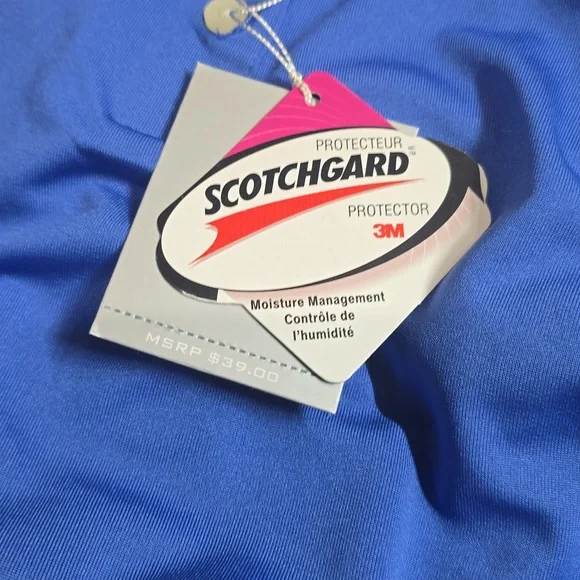 PROTECTEUR
SCOTCHGARD
PROTECTOR
3M
Moisture Management
Contrôle de
l'humidité
MSRP $39.00